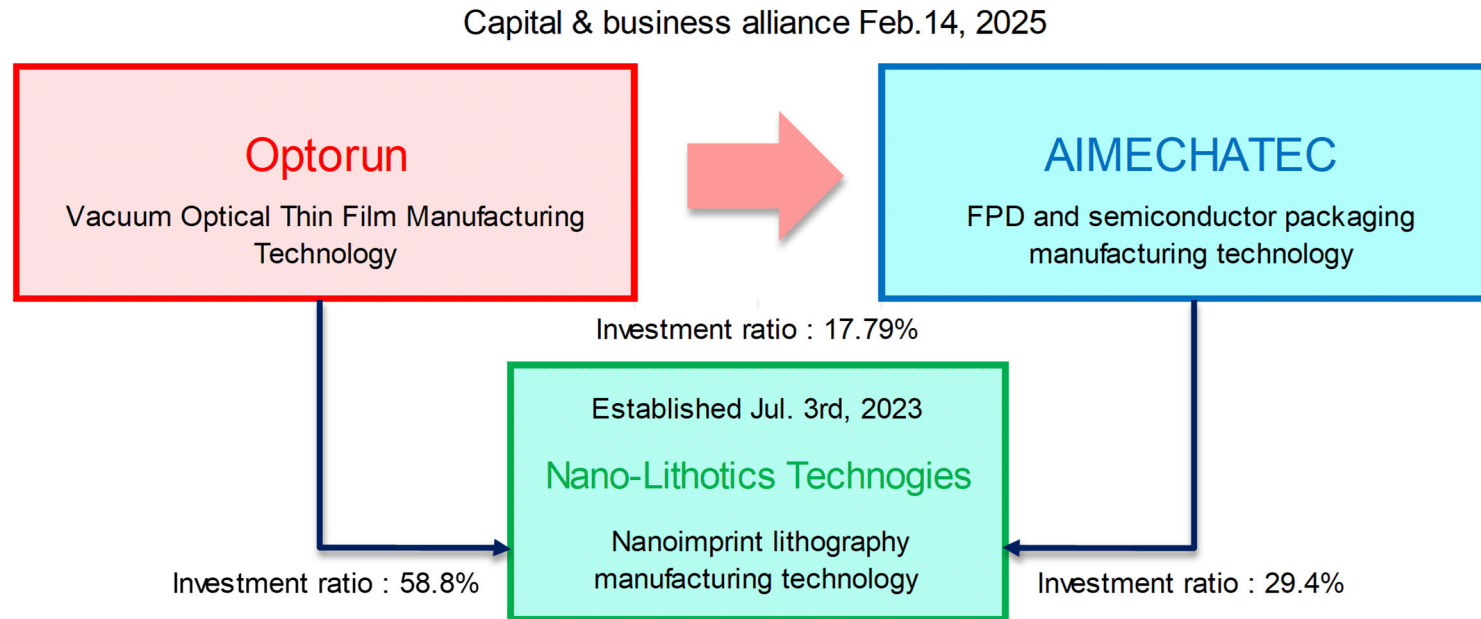 Capital & business alliance Feb.14, 2025
Optorun
Vacuum Optical Thin Film Manufacturing
Technology
AIMECHATEC
FPD and semiconductor packaging
manufacturing technology
Investment ratio : 17.79%
Established Jul. 3rd, 2023
Nano-Lithotics Technogies
Nanoimprint lithography
manufacturing technology
Investment ratio : 58.8%
Investment ratio : 29.4%